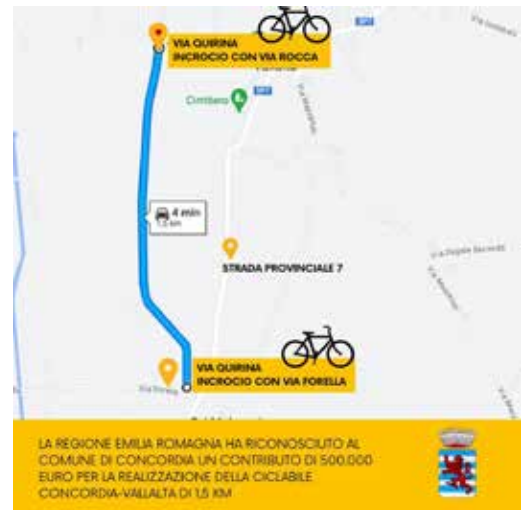 SP7
VIA QUIRINA
INCROCIO CON VIA ROCCA
SP7
Cimitero
4 min
1,5 km
STRADA PROVINCIALE 7
VIA QUIRINA
INCROCIO CON VIA FORELLA
LA REGIONE EMILIA ROMAGNA HA RICONOSCIUTO AL
COMUNE DI CONCORDIA UN CONTRIBUTO DI 500.000
EURO PER LA REALIZZAZIONE DELLA CICLABILE
CONCORDIA-VALLALTA DI 1,5 KM